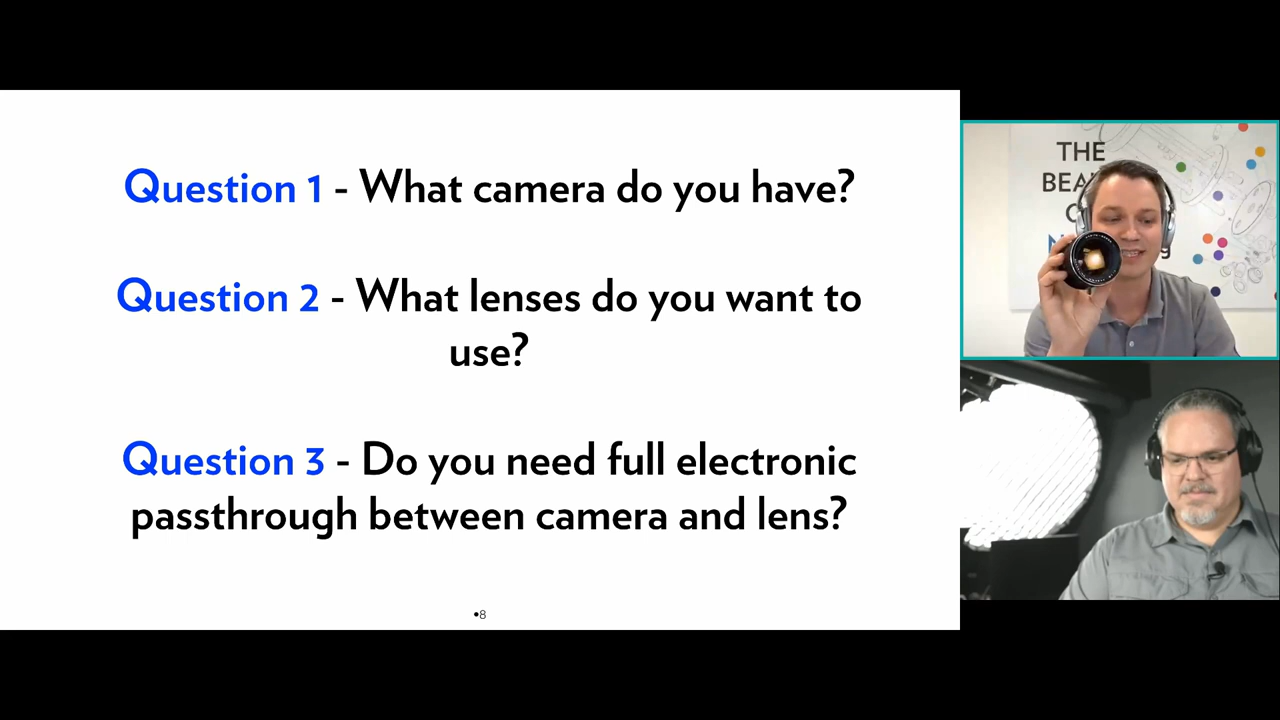 Question 1 - What camera do you have?
Question 2 - What lenses do you want to
use?
Question 3 - Do you need full electronic
passthrough between camera and lens?
•8
THE